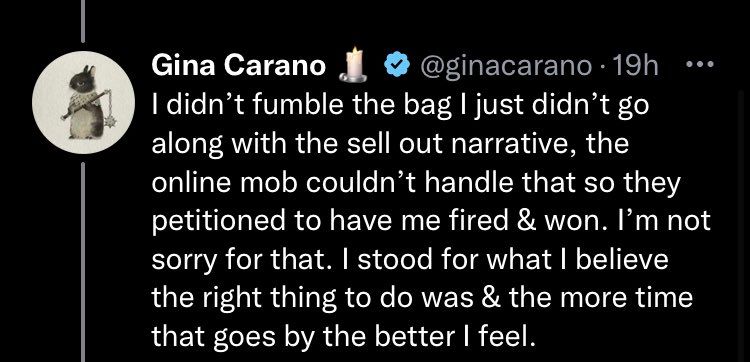 Gina Carano 🕯️ @ginacarano · 19h ...
I didn’t fumble the bag I just didn’t go
along with the sell out narrative, the
online mob couldn’t handle that so they
petitioned to have me fired & won. I’m not
sorry for that. I stood for what I believe
the right thing to do was & the more time
that goes by the better I feel.